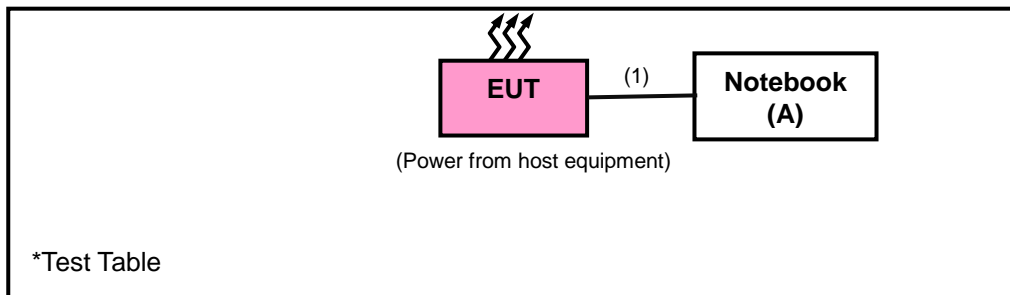 EUT
(1)
Notebook
(A)
(Power from host equipment)
*Test Table